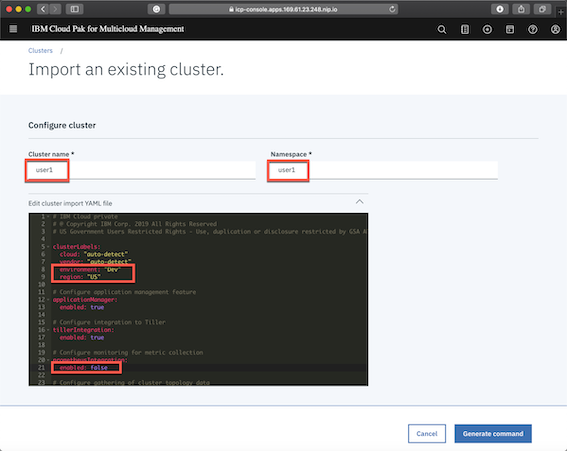 icp-console.apps.169.61.23.248.nip.io
IBM Cloud Pak for Multicloud Management
Clusters /
Import an existing cluster.
Configure cluster
Cluster name *
Namespace *
user1
user1
Edit cluster import YAML file
1 # IBM Cloud private
2 # # Copyright IBM Corp. 2019 All Rights Reserved
3 # US Government Users Restricted Rights - Use, duplication or disclosure restricted by GSA A
4
5 clusterLabels:
6 cloud: "auto-detect"
7 vendor: "auto-detect"
8 environment: "Dev"
9 region: "US"
10
11 # Configure application management feature
12 applicationManager:
13 enabled: true
14
15 # Configure integration to Tiller
16 tillerIntegration:
17 enabled: true
18
19 # Configure monitoring for metric collection
20 prometheusIntegration:
21 enabled: false
22
23 # Configure gathering of cluster topology data
Cancel
Generate command